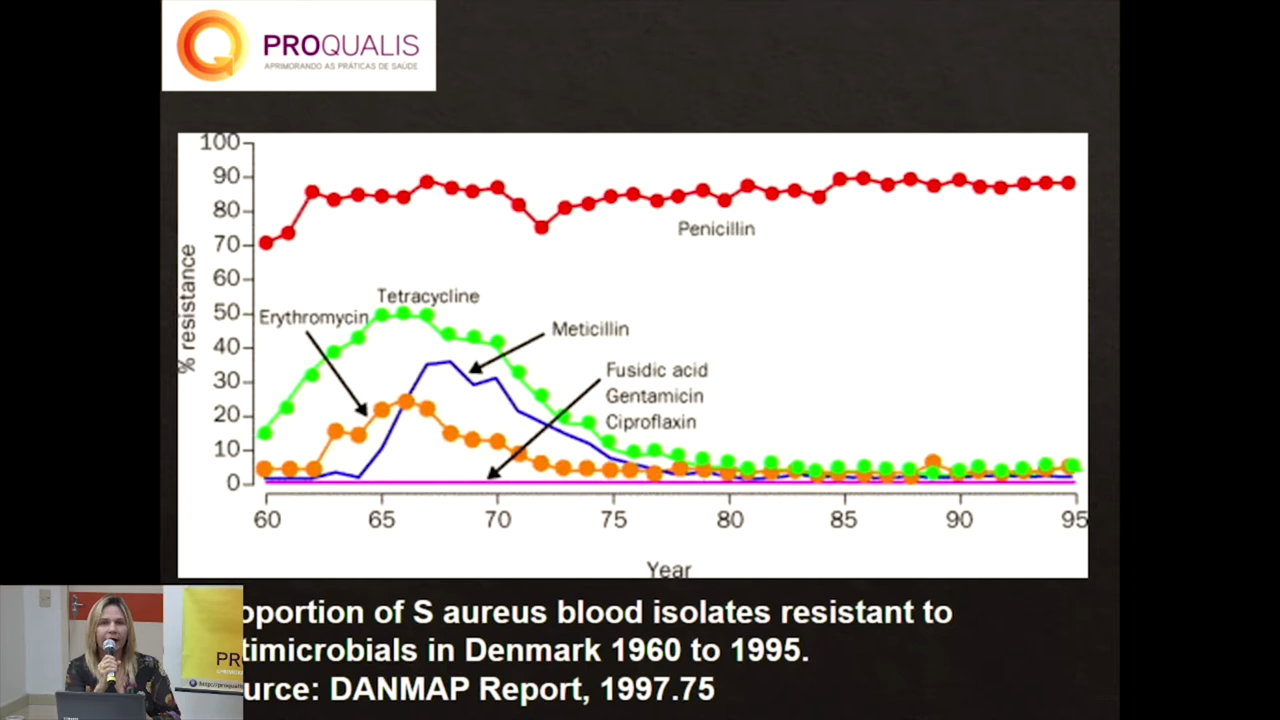 PROQUALIS
APRIMORANDO AS PRÁTICAS DE SAÚDE
100
90
80
70
60
50
40
30
20
10
0
% resistance
Penicillin
Tetracycline
Erythromycin
Meticillin
Fusidic acid
Gentamicin
Ciproflaxin
60 65 70 75 80 85 90 95
Year
oportion of S aureus blood isolates resistant to
timicrobials in Denmark 1960 to 1995.
urce: DANMAP Report, 1997.75
PR